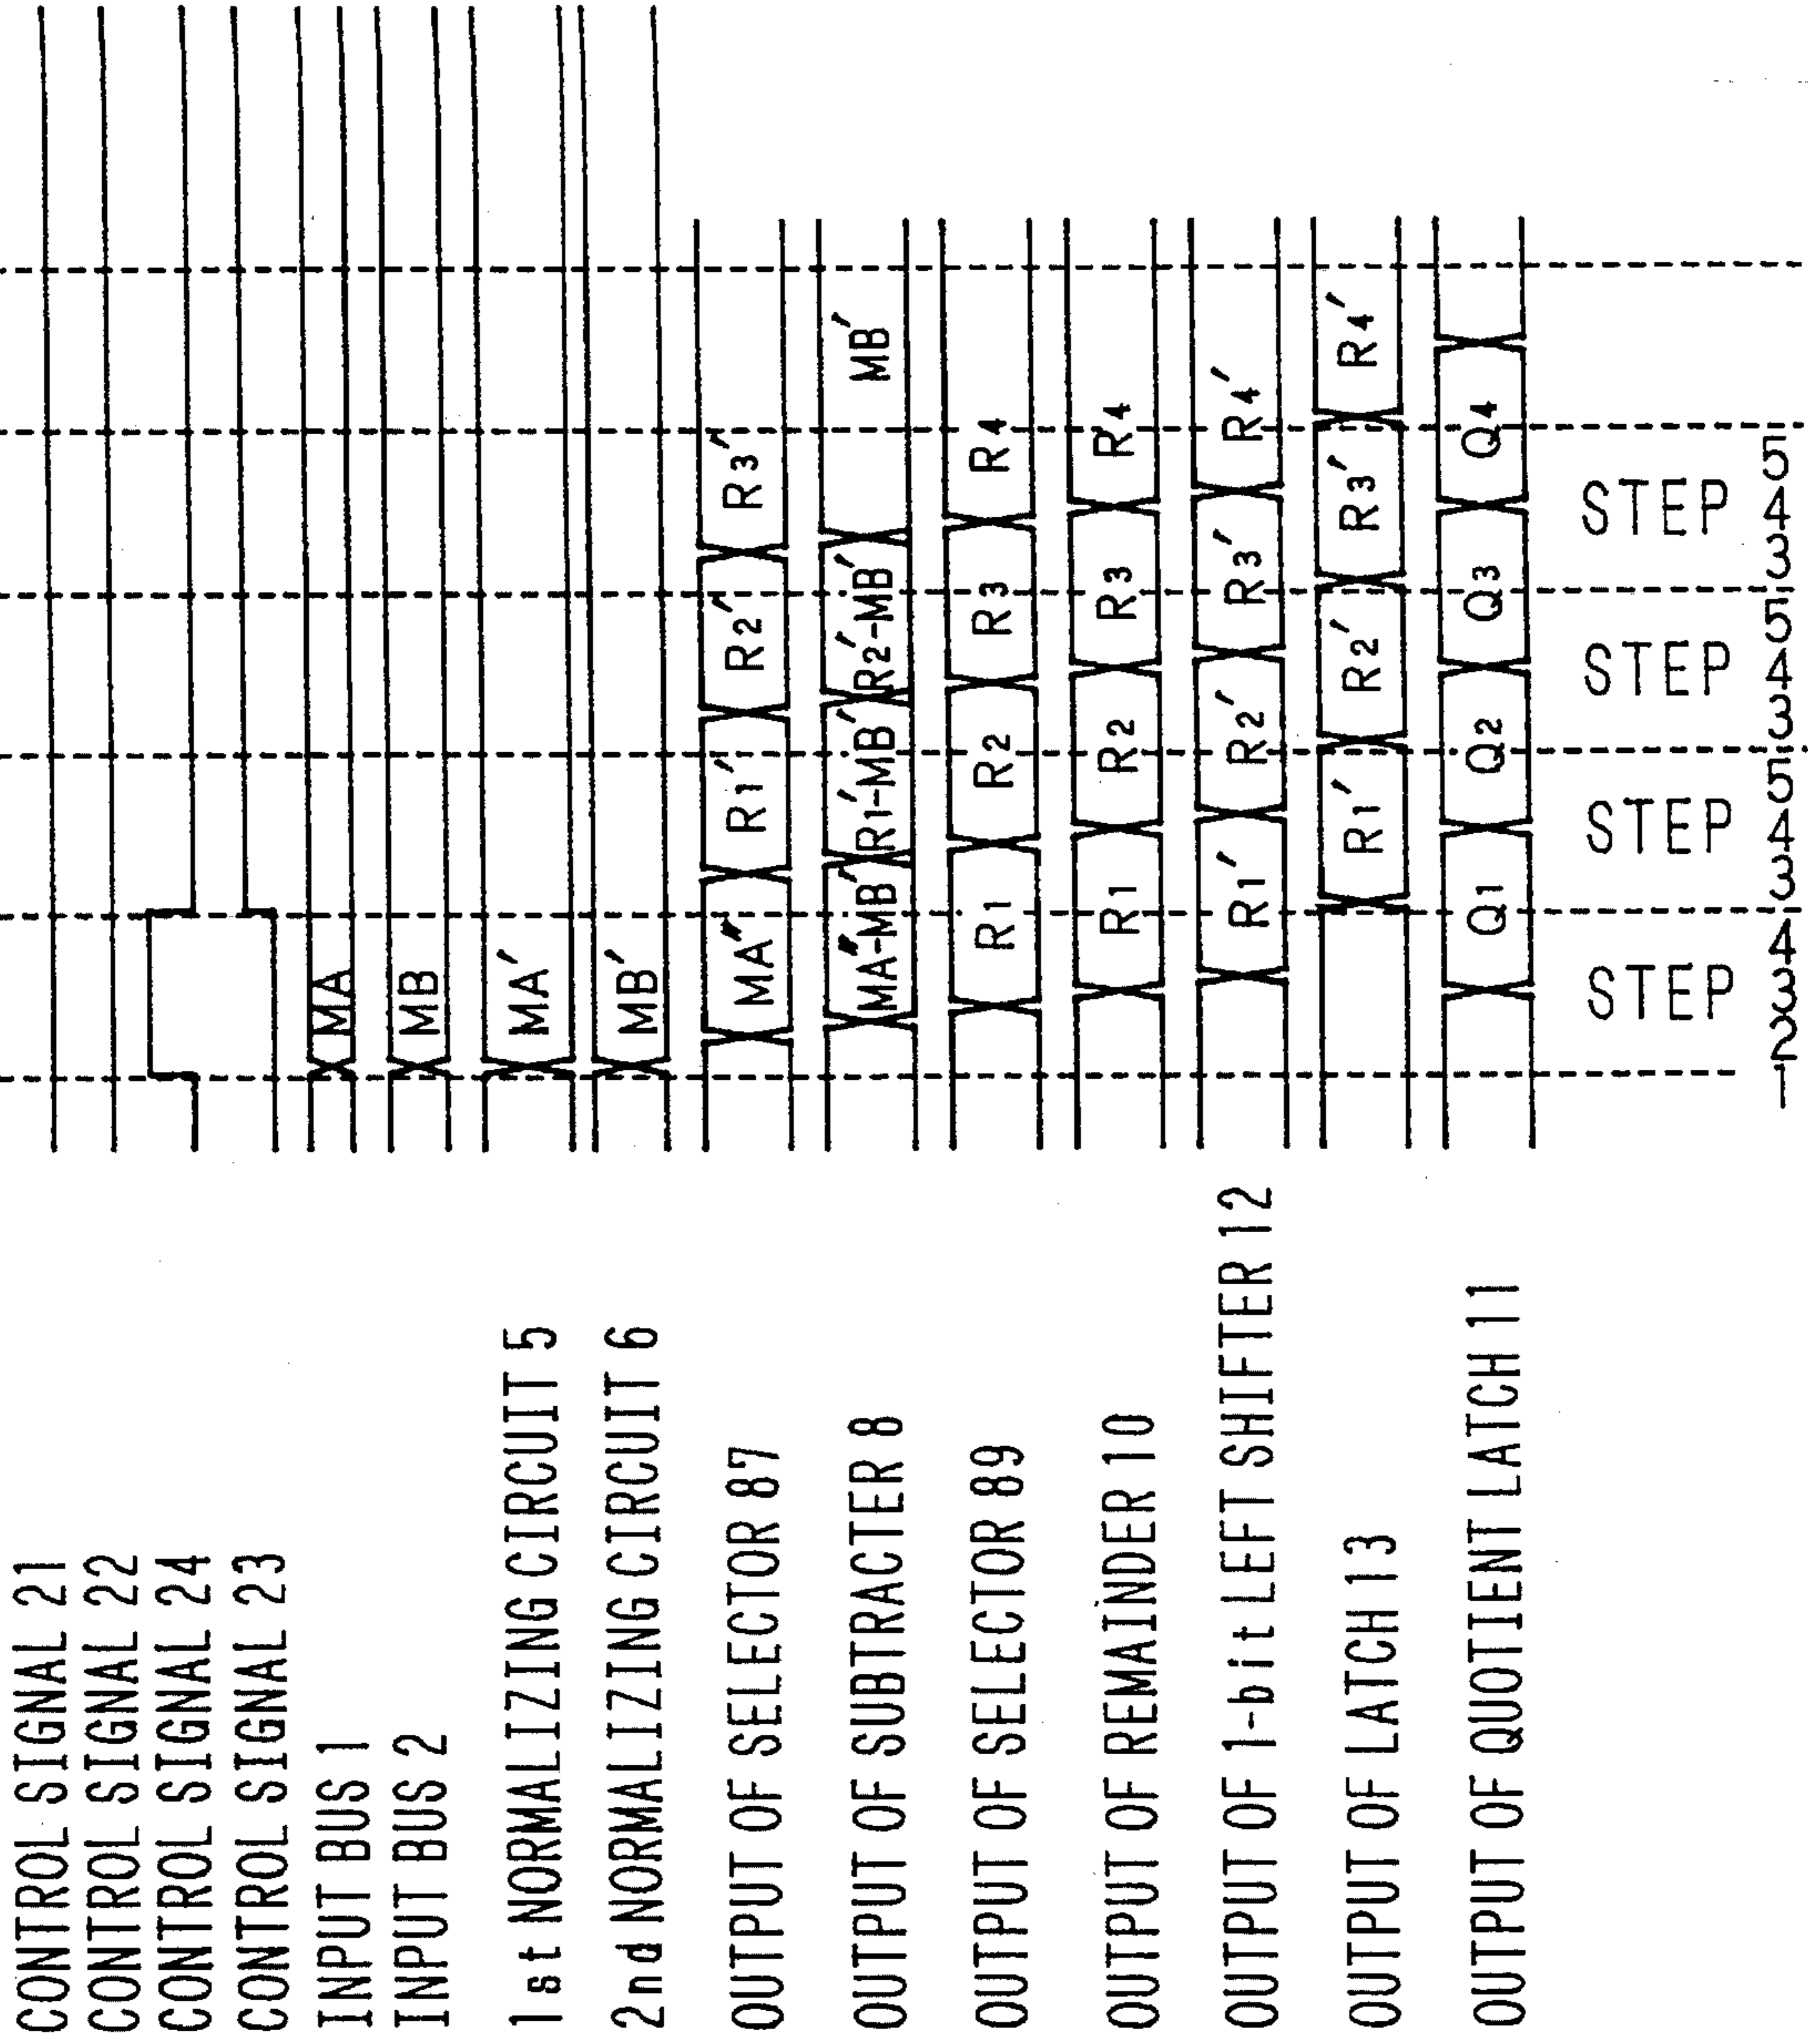 CONTROL SIGNAL 21
CONTROL SIGNAL 22
CONTROL SIGNAL 24
CONTROL SIGNAL 23
INPUT BUS 1 MA
INPUT BUS 2 MB
1st NORMALIZING CIRCUIT 5 MA′
2nd NORMALIZING CIRCUIT 6 MB′
OUTPUT OF SELECTOR 87 MA″ R1′ R2′ R3′
OUTPUT OF SUBTRACTER 8 MA″-MB′ R1′-MB′ R2′-MB′ MB′
OUTPUT OF SELECTOR 89 R1 R2 R3 R4
OUTPUT OF REMAINDER 10 R1 R2 R3 R4
OUTPUT OF 1-bit LEFT SHIFTER 12 R1′ R2′ R3′ R4′
OUTPUT OF LATCH 13 R1′ R2′ R3′ R4′
OUTPUT OF QUOTIENT LATCH 11 Q1 Q2 Q3 Q4
STEP STEP STEP STEP
1 2 3 4 3 4 5 3 4 5 3 4 5